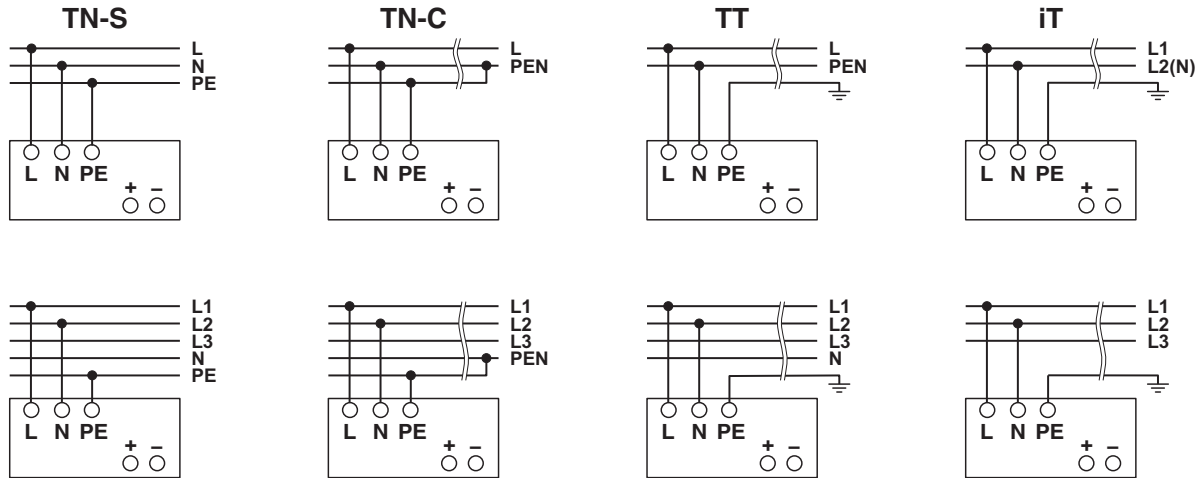 TN-S
L
N
PE
L N PE
+ –
TN-C
L
PEN
L N PE
+ –
TT
L
PEN
L N PE
+ –
iT
L1
L2(N)
L N PE
+ –
L1
L2
L3
N
PE
L N PE
+ –
L1
L2
L3
PEN
L N PE
+ –
L1
L2
L3
N
L N PE
+ –
L1
L2
L3
L N PE
+ –